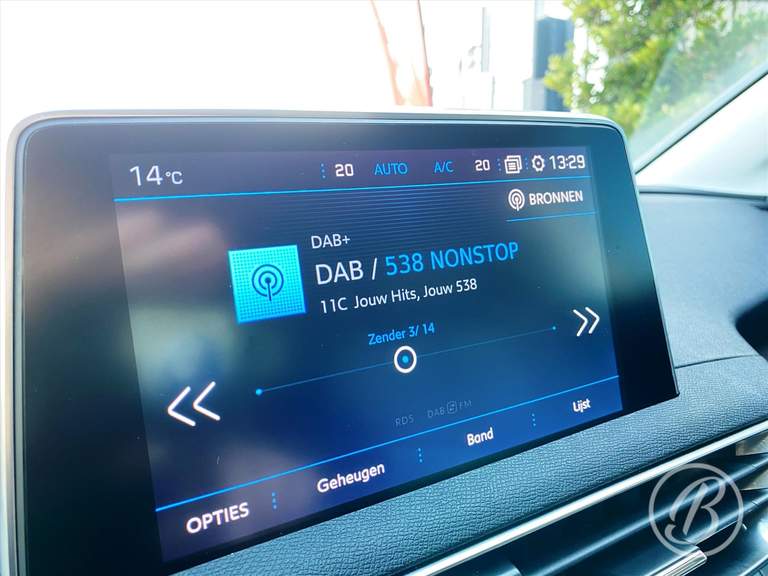 14 °C 20 AUTO A/C 20 13:29
BRONNEN
DAB+
DAB / 538 NONSTOP
11C Jouw Hits, Jouw 538
Zender 3/ 14
RDS DAB FM
OPTIES Geheugen Band Lijst
B